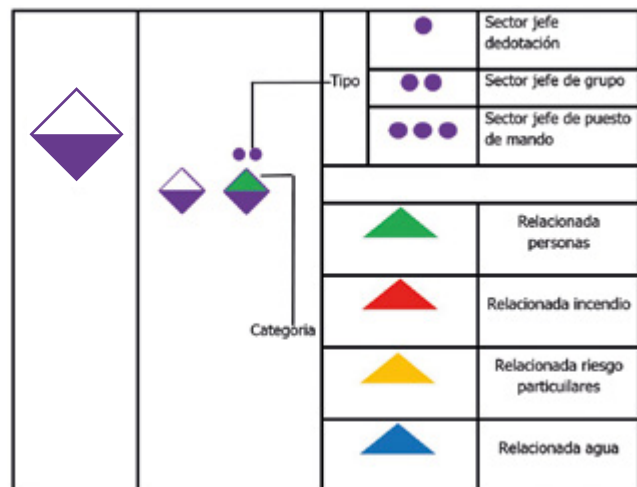 Sector jefe
dedotación
Tipo
Sector jefe de grupo
Sector jefe de puesto
de mando
Relacionada
personas
Relacionada incendio
Categoria
Relacionada riesgo
particuilares
Relacionada agua